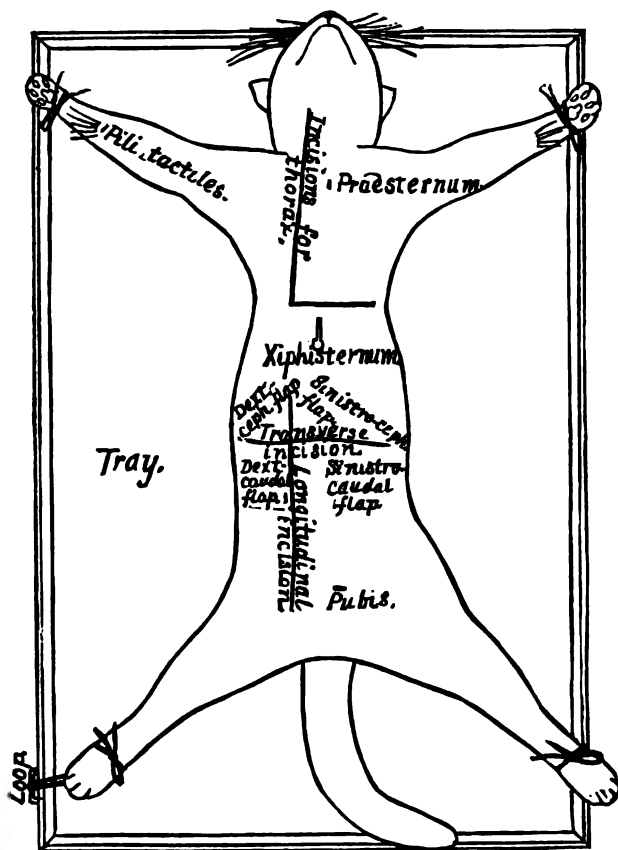 Incisions for
thorax.
Pili tactiles.
Praesternum
Xiphisternum
Dext.
ceph flap
Sinistro-ceph
flap
Transverse
incision
Dext-
caudal
flap
Sinistro-
caudal
flap
Longitudinal
incision
Tray.
Pubis.
Loop